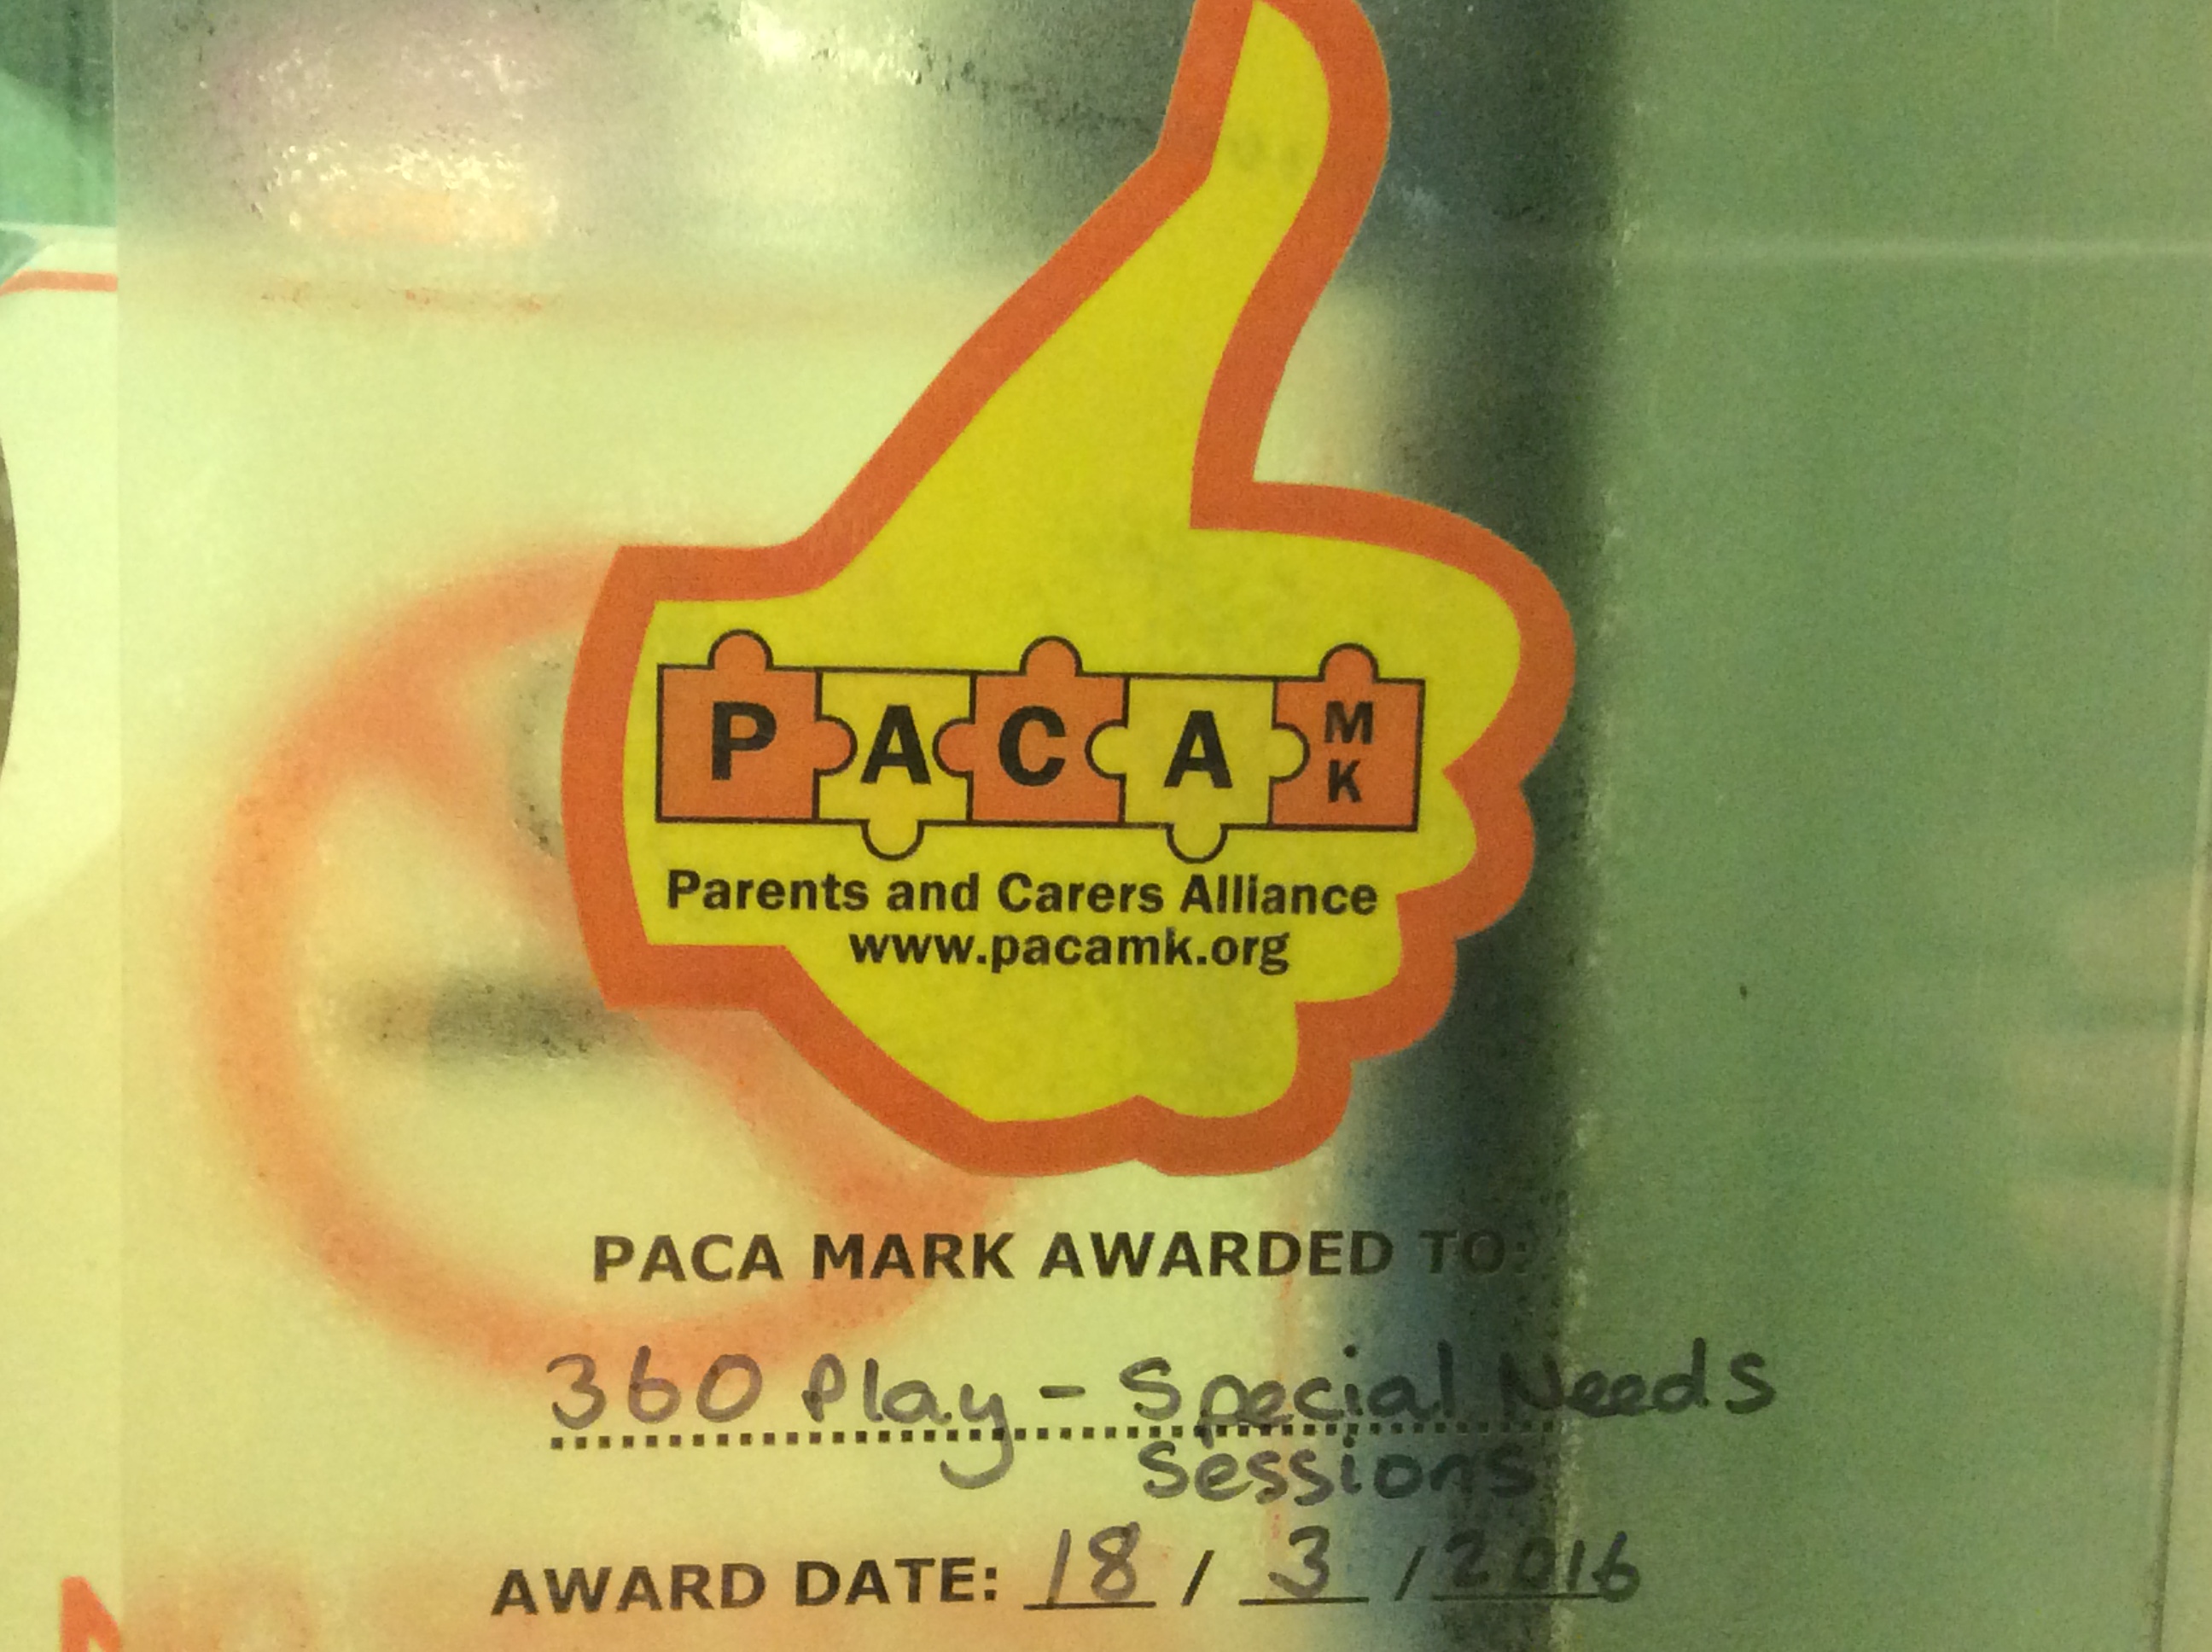 PACA MK
Parents and Carers Alliance
www.pacamk.org
PACA MARK AWARDED TO:
360 Play - Special Needs
Sessions
AWARD DATE: 18 / 3 / 2016